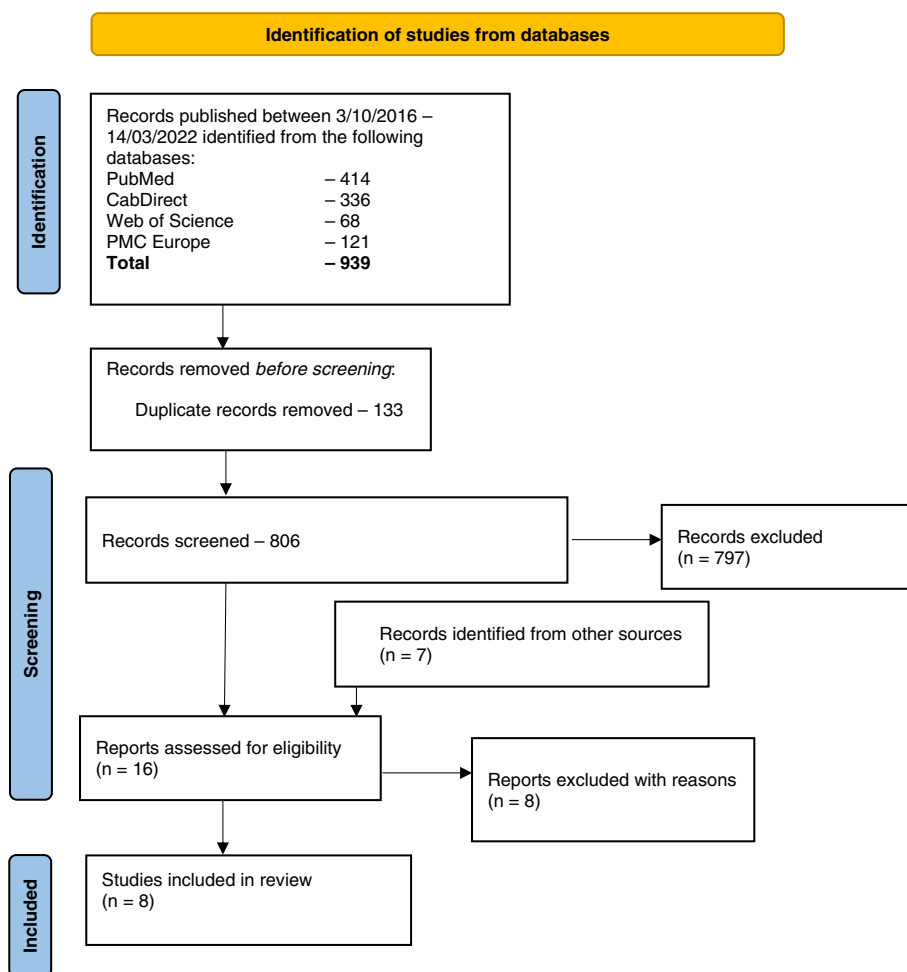 Identification of studies from databases
Identification
Records published between 3/10/2016 –
14/03/2022 identified from the following
databases:
PubMed – 414
CabDirect – 336
Web of Science – 68
PMC Europe – 121
Total – 939
Records removed before screening:
Duplicate records removed – 133
Screening
Records screened – 806
Records excluded
(n = 797)
Records identified from other sources
(n = 7)
Reports assessed for eligibility
(n = 16)
Reports excluded with reasons
(n = 8)
Included
Studies included in review
(n = 8)